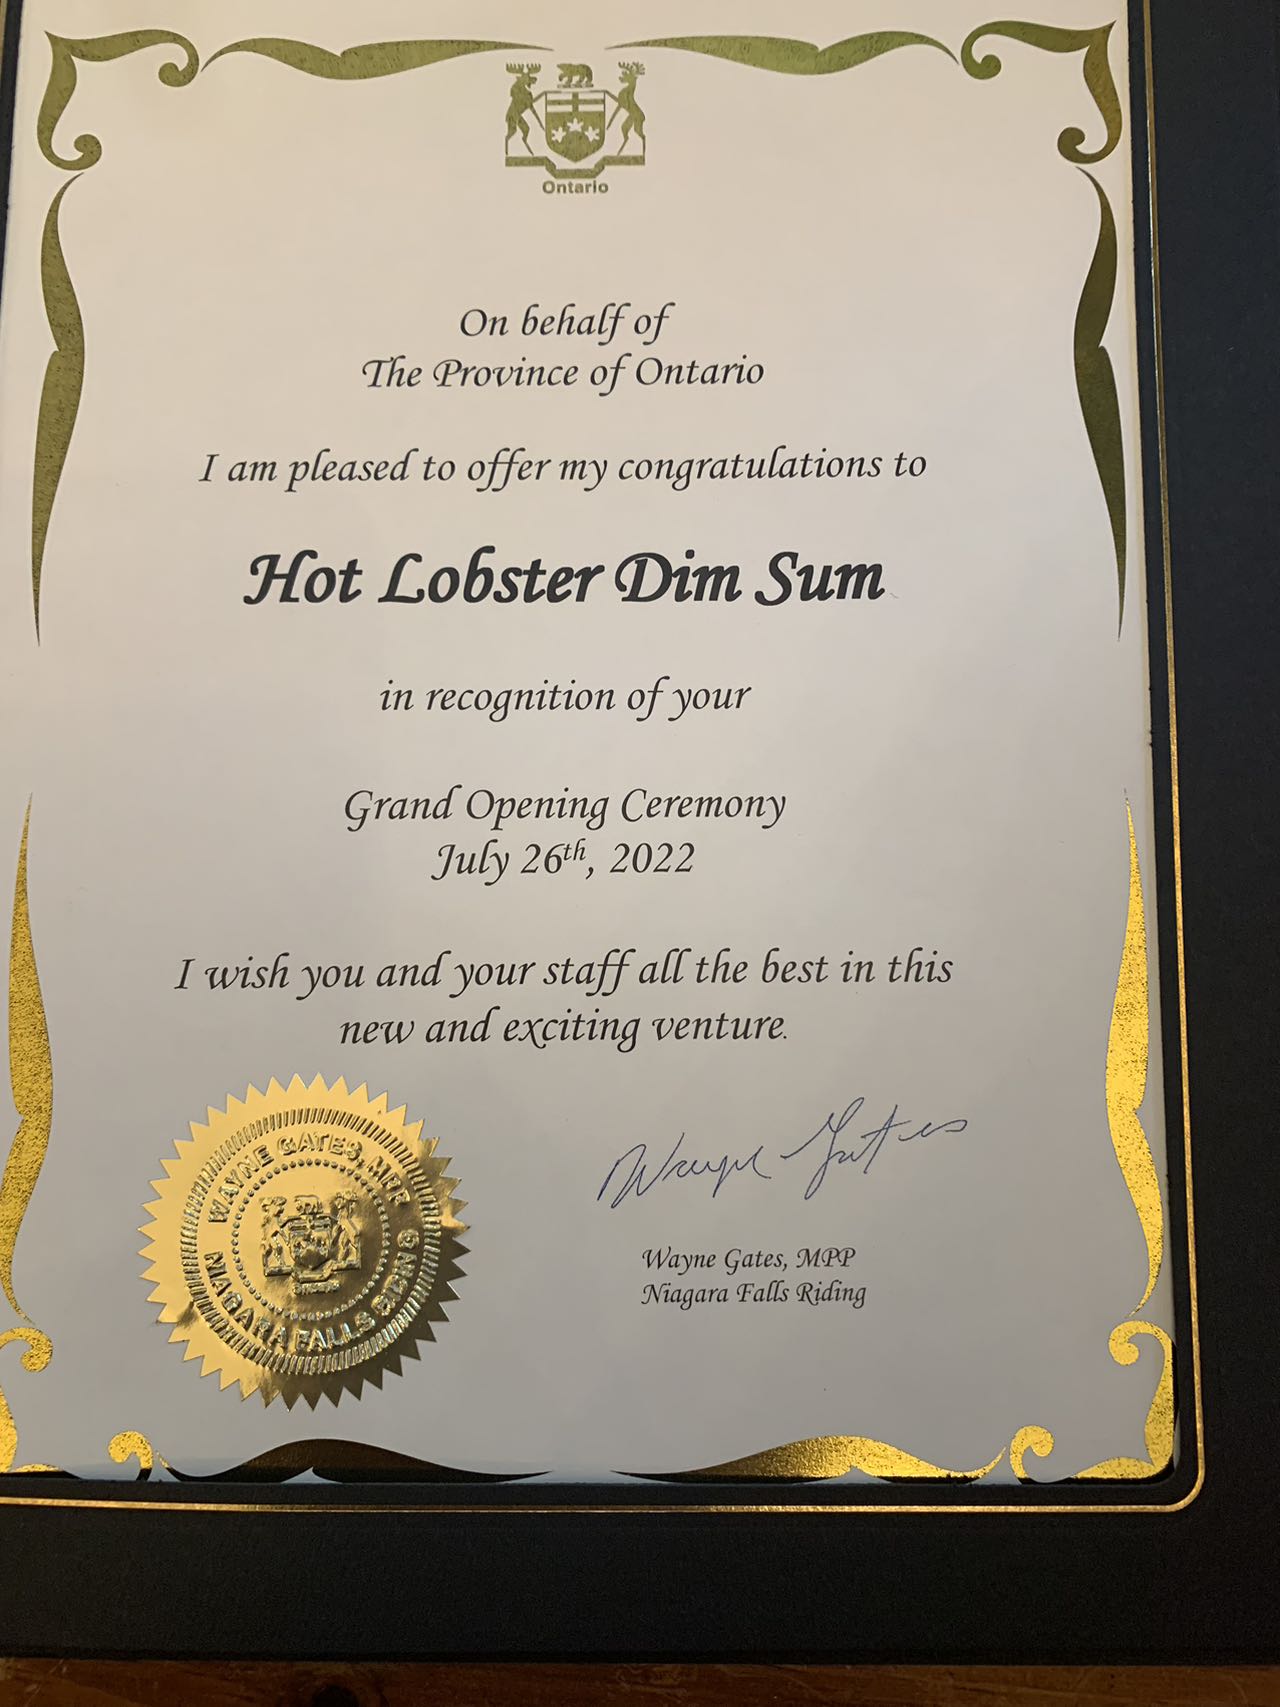 Ontario
On behalf of
The Province of Ontario
I am pleased to offer my congratulations to
Hot Lobster Dim Sum
in recognition of your
Grand Opening Ceremony
July 26th, 2022
I wish you and your staff all the best in this
new and exciting venture.
Wayne Gates
Wayne Gates, MPP
Niagara Falls Riding
WAYNE GATES, MPP
NIAGARA FALLS